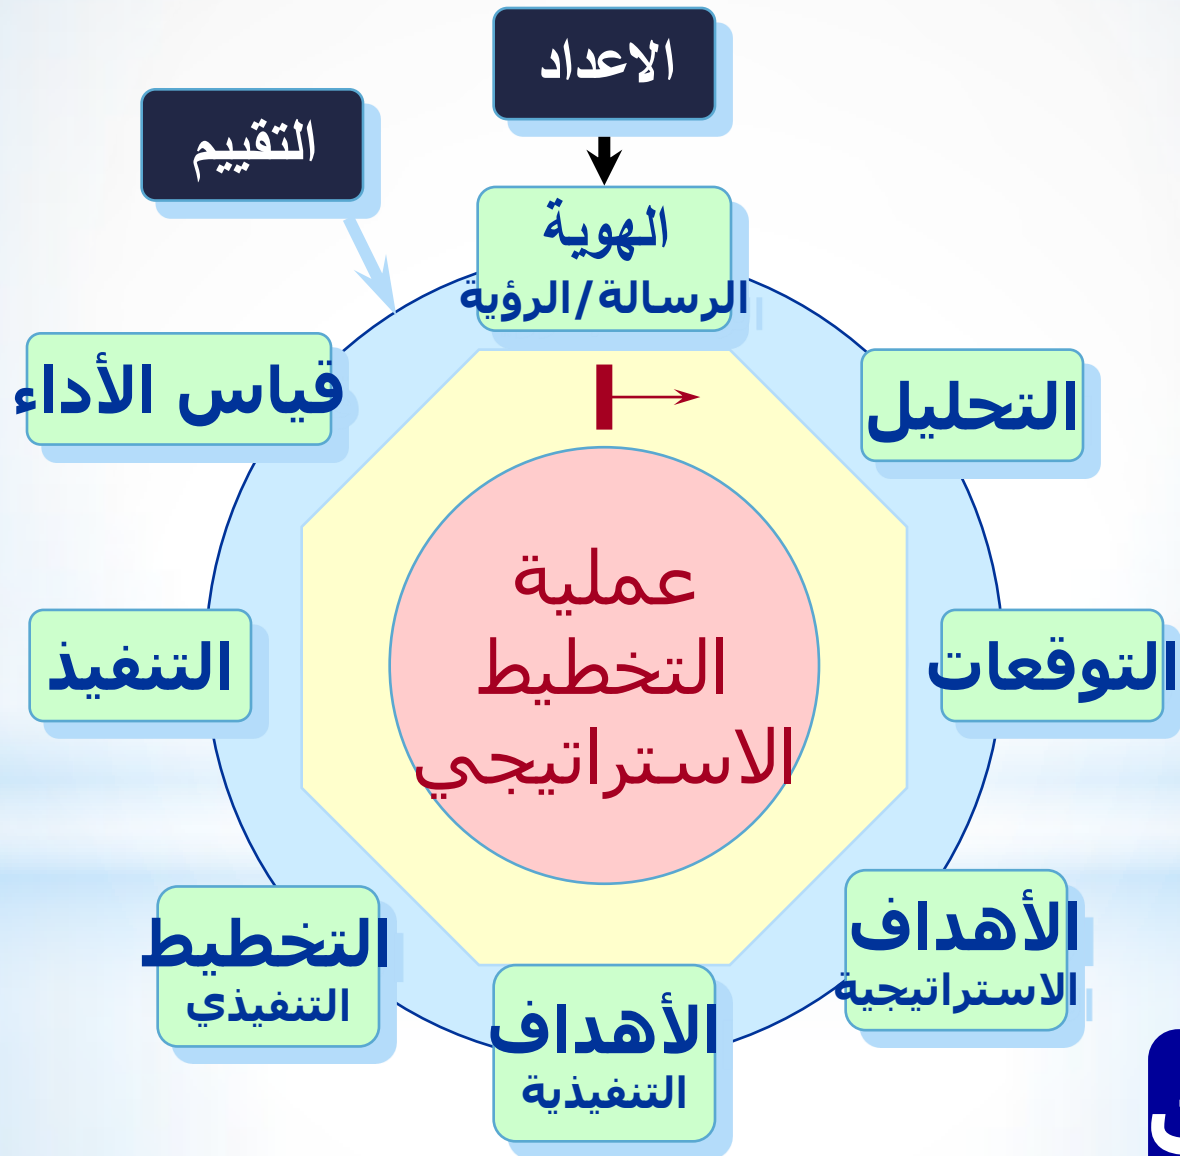 الاعداد
التقييم
الهوية
الرسالة/الرؤية
التحليل
التوقعات
الأهداف
الاستراتيجية
الأهداف
التنفيذية
التخطيط
التنفيذي
التنفيذ
قياس الأداء
عملية
التخطيط
الاستراتيجي